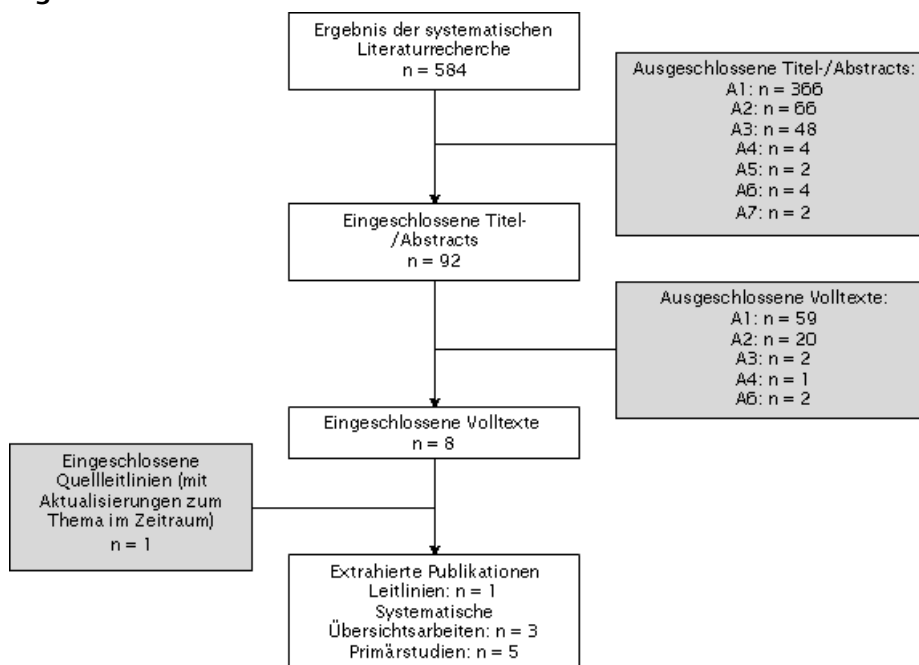 Ergebnis der systematischen
Literaturrecherche
n = 584
Ausgeschlossene Titel-/Abstracts:
A1: n = 366
A2: n = 66
A3: n = 48
A4: n = 4
A5: n = 2
A6: n = 4
A7: n = 2
Eingeschlossene Titel-
/Abstracts
n = 92
Ausgeschlossene Volltexte:
A1: n = 59
A2: n = 20
A3: n = 2
A4: n = 1
A6: n = 2
Eingeschlossene Volltexte
n = 8
Eingeschlossene
Quellleitlinien (mit
Aktualisierungen zum
Thema im Zeitraum)
n = 1
Extrahierte Publikationen
Leitlinien: n = 1
Systematische
Übersichtsarbeiten: n = 3
Primärstudien: n = 5